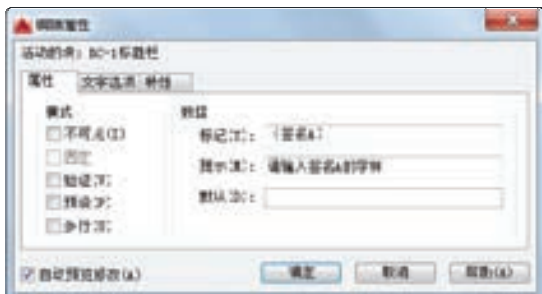 编辑属性
活动的块: BC-1标题栏
属性 文字选项 特性
模式
不可见(I)
固定
验证(V)
预设(P)
多行(U)
数据
标记(T): (签名A)
提示(M): 请输入签名A的字样
默认(D):
自动预览修改(A)
确定 取消 帮助(H)